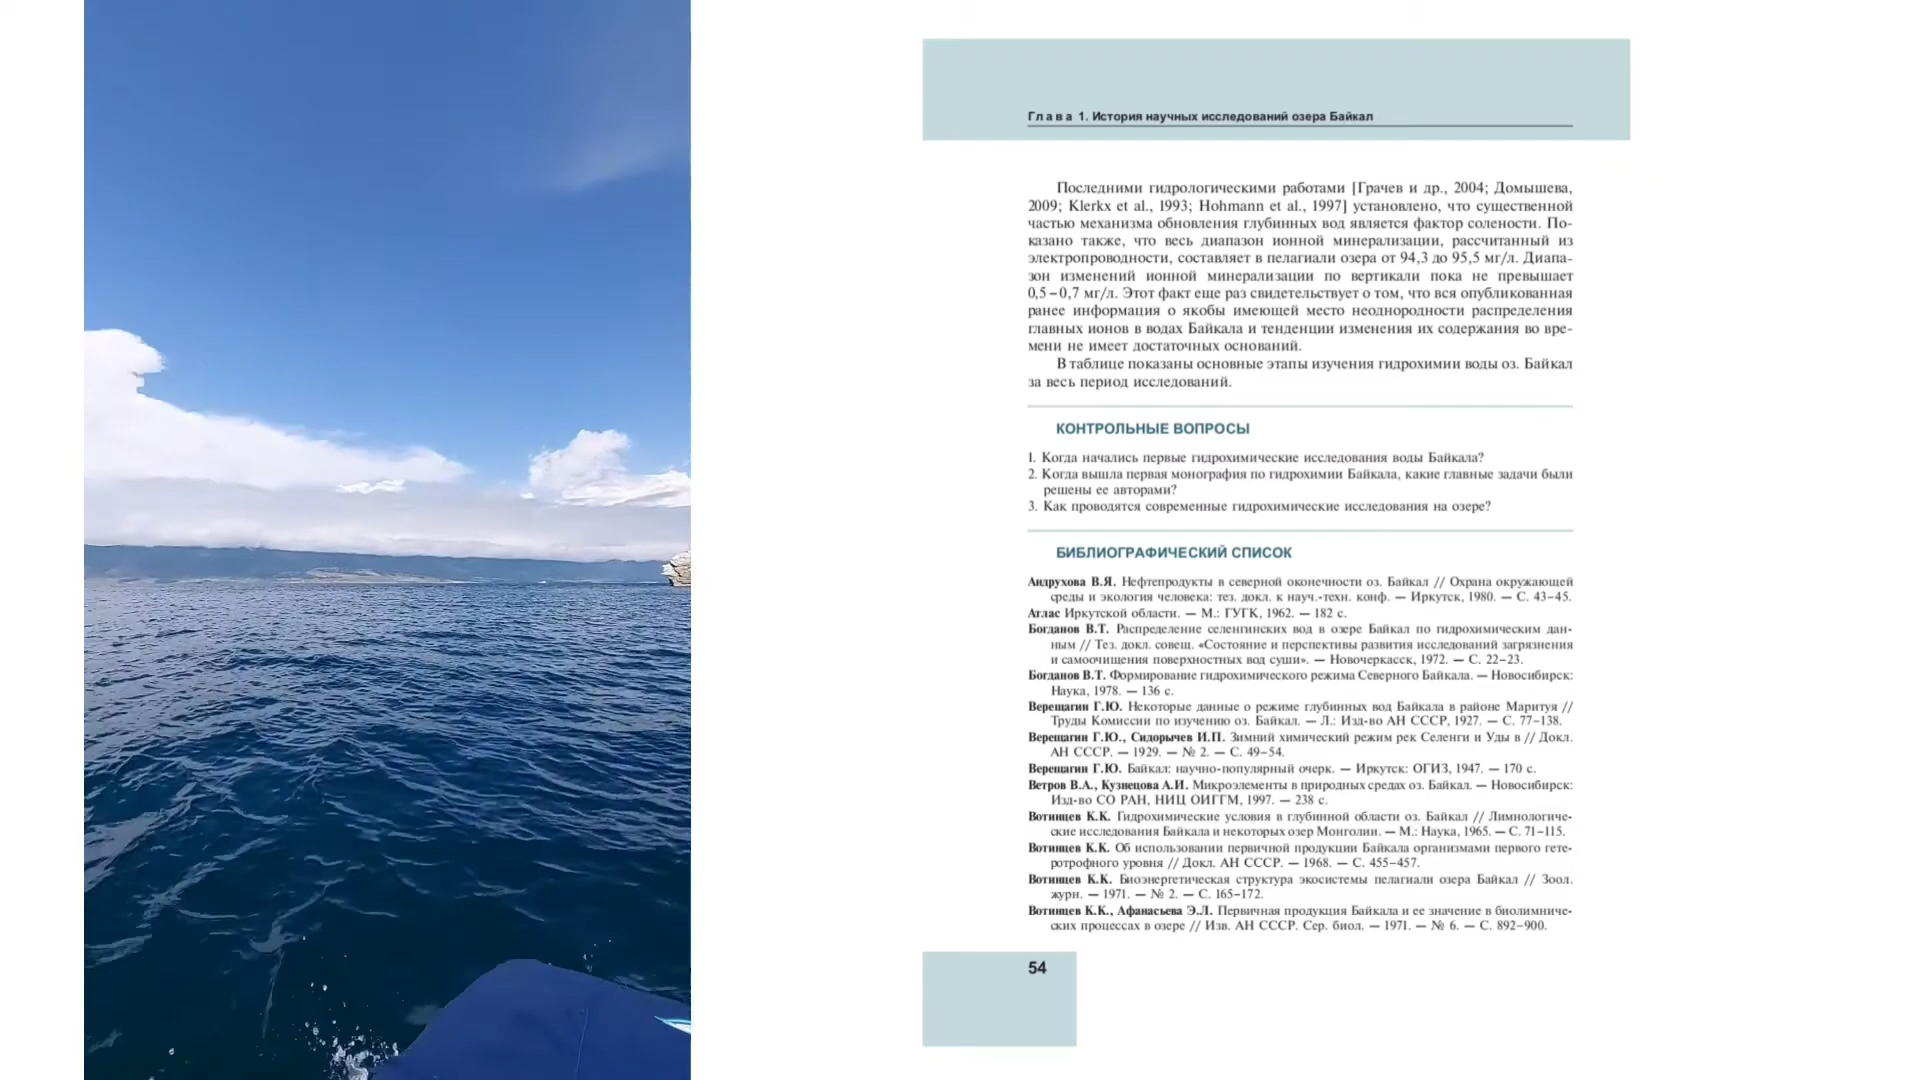 Глава 1. История научных исследований озера Байкал
Последними гидрологическими работами [Грачев и др., 2004; Домышева,
2009; Klerkx et al., 1993; Hohmann et al., 1997] установлено, что существенной
частью механизма обновления глубинных вод является фактор солености. По-
казано также, что весь диапазон ионной минерализации, рассчитанный из
электропроводности, составляет в пелагиали озера от 94,3 до 95,5 мг/л. Диапа-
зон изменений ионной минерализации по вертикали пока не превышает
0,5–0,7 мг/л. Этот факт еще раз свидетельствует о том, что вся опубликованная
ранее информация о якобы имеющей место неоднородности распределения
главных ионов в водах Байкала и тенденции изменения их содержания во вре-
мени не имеет достаточных оснований.
В таблице показаны основные этапы изучения гидрохимии воды оз. Байкал
за весь период исследований.
КОНТРОЛЬНЫЕ ВОПРОСЫ
1. Когда начались первые гидрохимические исследования воды Байкала?
2. Когда вышла первая монография по гидрохимии Байкала, какие главные задачи были
решены ее авторами?
3. Как проводятся современные гидрохимические исследования на озере?
БИБЛИОГРАФИЧЕСКИЙ СПИСОК
Андрухова В.Я. Нефтепродукты в северной оконечности оз. Байкал // Охрана окружающей
среды и экология человека: тез. докл. к науч.-техн. конф. — Иркутск, 1980. — С. 43–45.
Атлас Иркутской области. — М.: ГУГК, 1962. — 182 с.
Богданов В.Т. Распределение селенгинских вод в озере Байкал по гидрохимическим дан-
ным // Тез. докл. совещ. «Состояние и перспективы развития исследований загрязнения
и самоочищения поверхностных вод суши». — Новочеркасск, 1972. — С. 22–23.
Богданов В.Т. Формирование гидрохимического режима Северного Байкала. — Новосибирск:
Наука, 1978. — 136 с.
Верещагин Г.Ю. Некоторые данные о режиме глубинных вод Байкала в районе Маритуя //
Труды Комиссии по изучению оз. Байкал. — Л.: Изд-во АН СССР, 1927. — С. 77–138.
Верещагин Г.Ю., Сидорычев И.П. Зимний химический режим рек Селенги и Уды в // Докл.
АН СССР. — 1929. — № 2. — С. 49–54.
Верещагин Г.Ю. Байкал: научно-популярный очерк. — Иркутск: ОГИЗ, 1947. — 170 с.
Ветров В.А., Кузнецова А.И. Микроэлементы в природных средах оз. Байкал. — Новосибирск:
Изд-во СО РАН, НИЦ ОИГГМ, 1997. — 238 с.
Вотинцев К.К. Гидрохимические условия в глубинной области оз. Байкал // Лимнологиче-
ские исследования Байкала и некоторых озер Монголии. — М.: Наука, 1965. — С. 71–115.
Вотинцев К.К. Об использовании первичной продукции Байкала организмами первого гете-
ротрофного уровня // Докл. АН СССР. — 1968. — С. 455–457.
Вотинцев К.К. Биоэнергетическая структура экосистемы пелагиали озера Байкал // Зоол.
журн. — 1971. — № 2. — С. 165–172.
Вотинцев К.К., Афанасьева Э.Л. Первичная продукция Байкала и ее значение в биолимниче-
ских процессах в озере // Изв. АН СССР. Сер. биол. — 1971. — № 6. — С. 892–900.
54